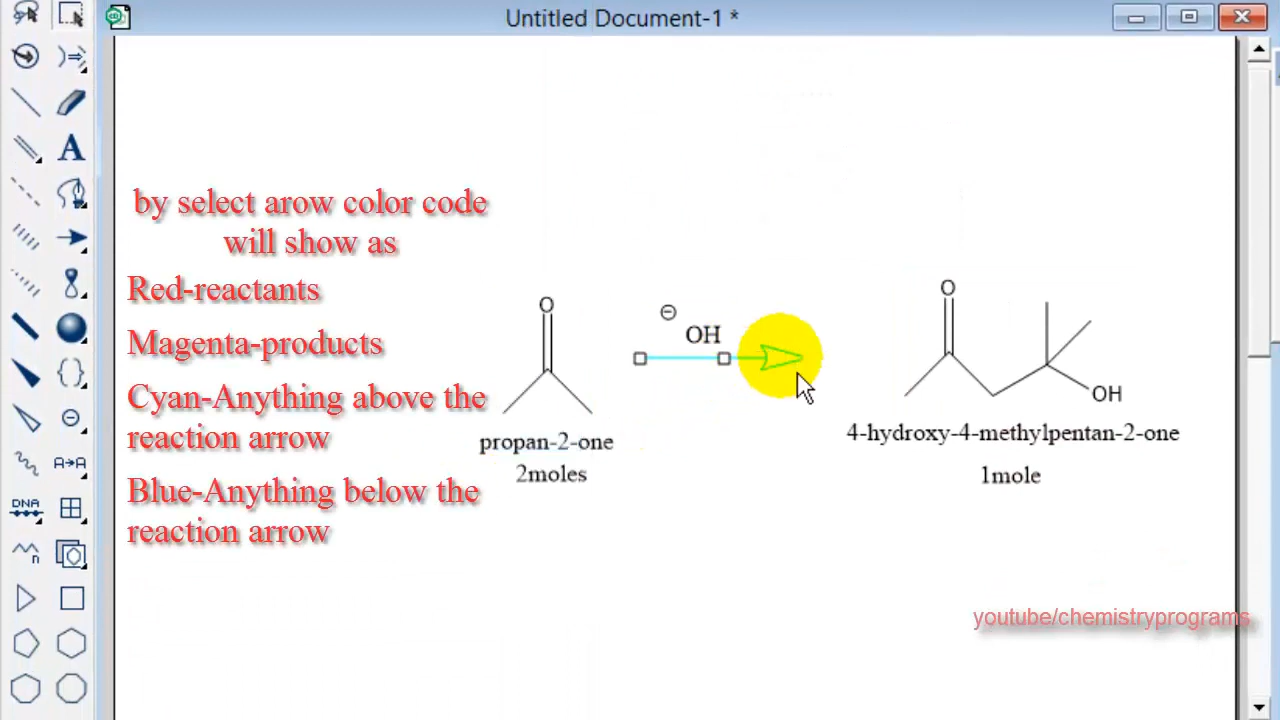 Untitled Document-1 *
by select arow color code
will show as
Red-reactants
Magenta-products
Cyan-Anything above the
reaction arrow
Blue-Anything below the
reaction arrow
O
propan-2-one
2moles
⊖
OH
O
OH
4-hydroxy-4-methylpentan-2-one
1mole
youtube/chemistryprograms
A
A→A
DNA
n